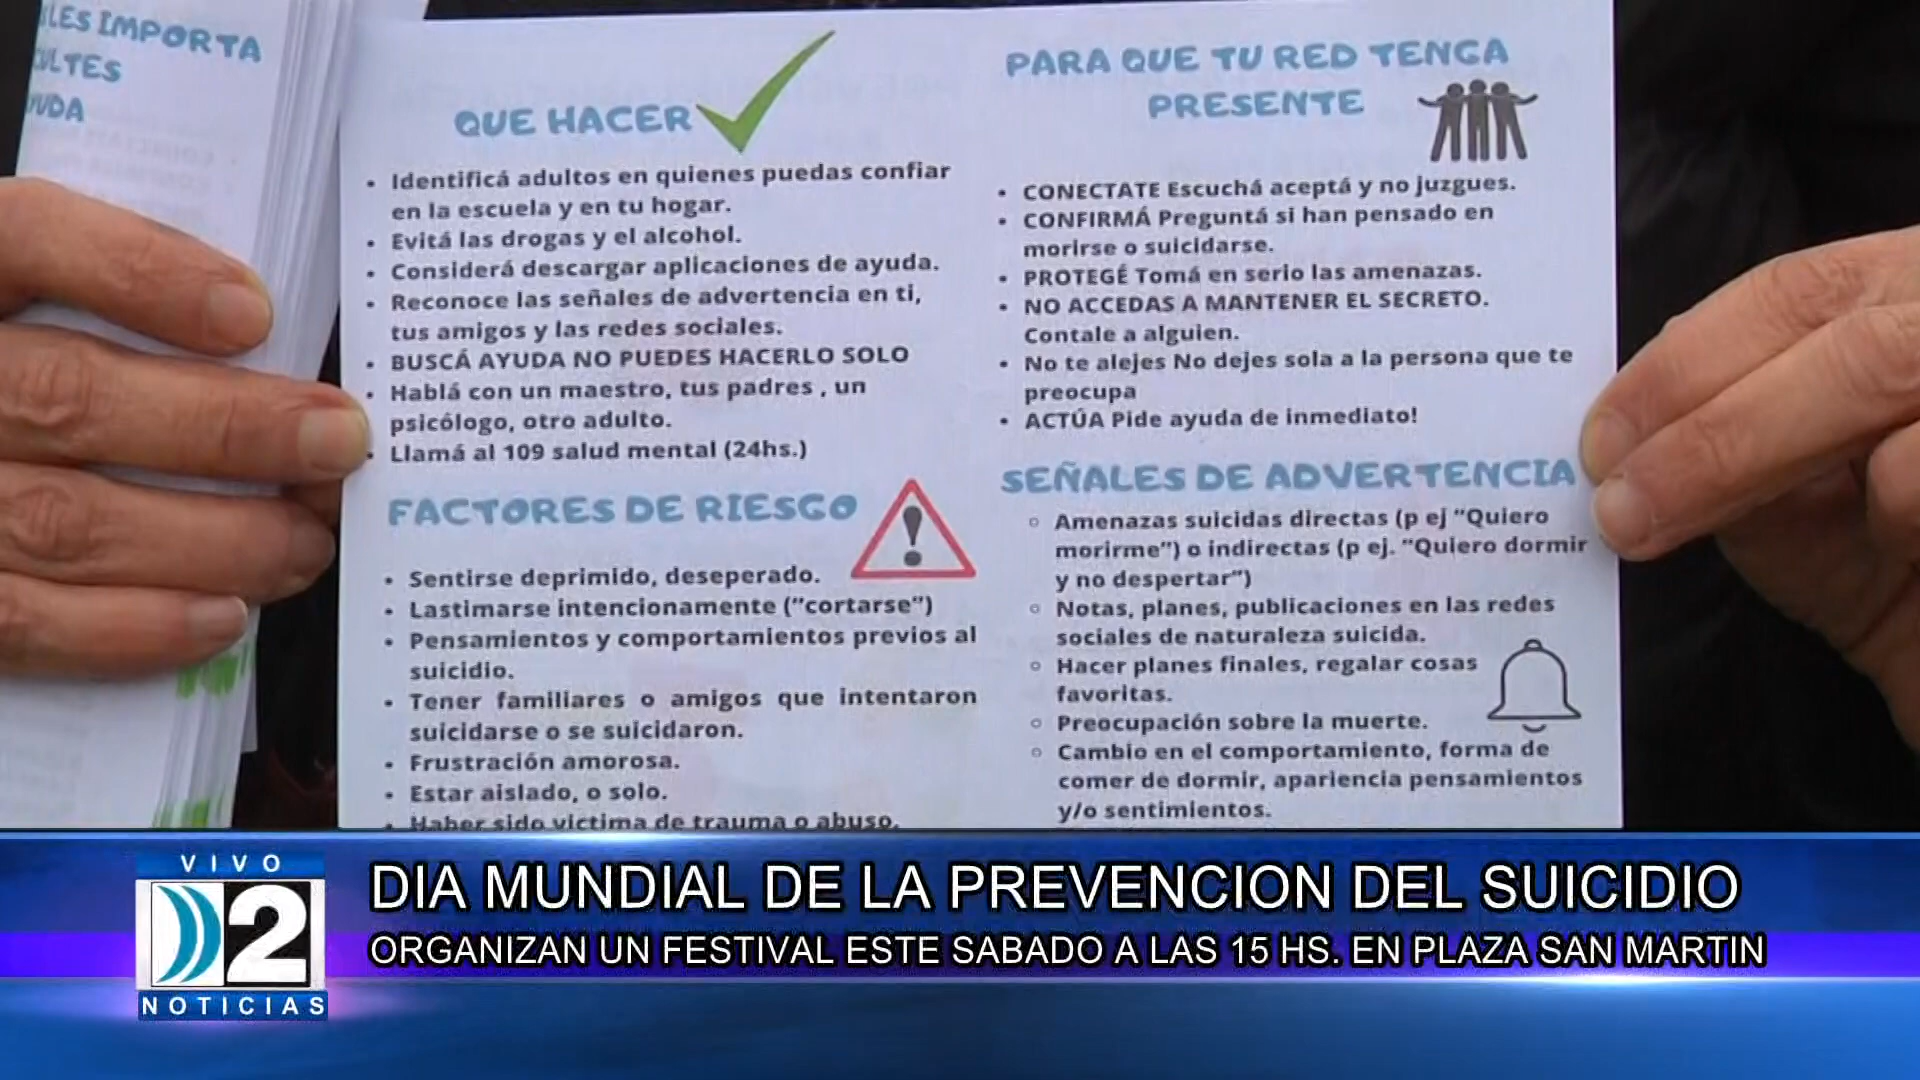 LES IMPORTA
ULTES
YUDA
QUE HACER
• Identificá adultos en quienes puedas confiar
en la escuela y en tu hogar.
• Evitá las drogas y el alcohol.
• Considerá descargar aplicaciones de ayuda.
• Reconoce las señales de advertencia en ti,
tus amigos y las redes sociales.
• BUSCÁ AYUDA NO PUEDES HACERLO SOLO
• Hablá con un maestro, tus padres , un
psicólogo, otro adulto.
• Llamá al 109 salud mental (24hs.)
FACTORES DE RIESGO
• Sentirse deprimido, deseperado.
• Lastimarse intencionamente ("cortarse")
• Pensamientos y comportamientos previos al
suicidio.
• Tener familiares o amigos que intentaron
suicidarse o se suicidaron.
• Frustración amorosa.
• Estar aislado, o solo.
• Haber sido victima de trauma o abuso.
PARA QUE TU RED TENGA
PRESENTE
• CONECTATE Escuchá aceptá y no juzgues.
• CONFIRMÁ Preguntá si han pensado en
morirse o suicidarse.
• PROTEGÉ Tomá en serio las amenazas.
• NO ACCEDAS A MANTENER EL SECRETO.
Contale a alguien.
• No te alejes No dejes sola a la persona que te
preocupa
• ACTÚA Pide ayuda de inmediato!
SEÑALES DE ADVERTENCIA
○ Amenazas suicidas directas (p ej "Quiero
morirme") o indirectas (p ej. "Quiero dormir
y no despertar")
○ Notas, planes, publicaciones en las redes
sociales de naturaleza suicida.
○ Hacer planes finales, regalar cosas
favoritas.
○ Preocupación sobre la muerte.
○ Cambio en el comportamiento, forma de
comer de dormir, apariencia pensamientos
y/o sentimientos.
VIVO
2
NOTICIAS
DIA MUNDIAL DE LA PREVENCION DEL SUICIDIO
ORGANIZAN UN FESTIVAL ESTE SABADO A LAS 15 HS. EN PLAZA SAN MARTIN